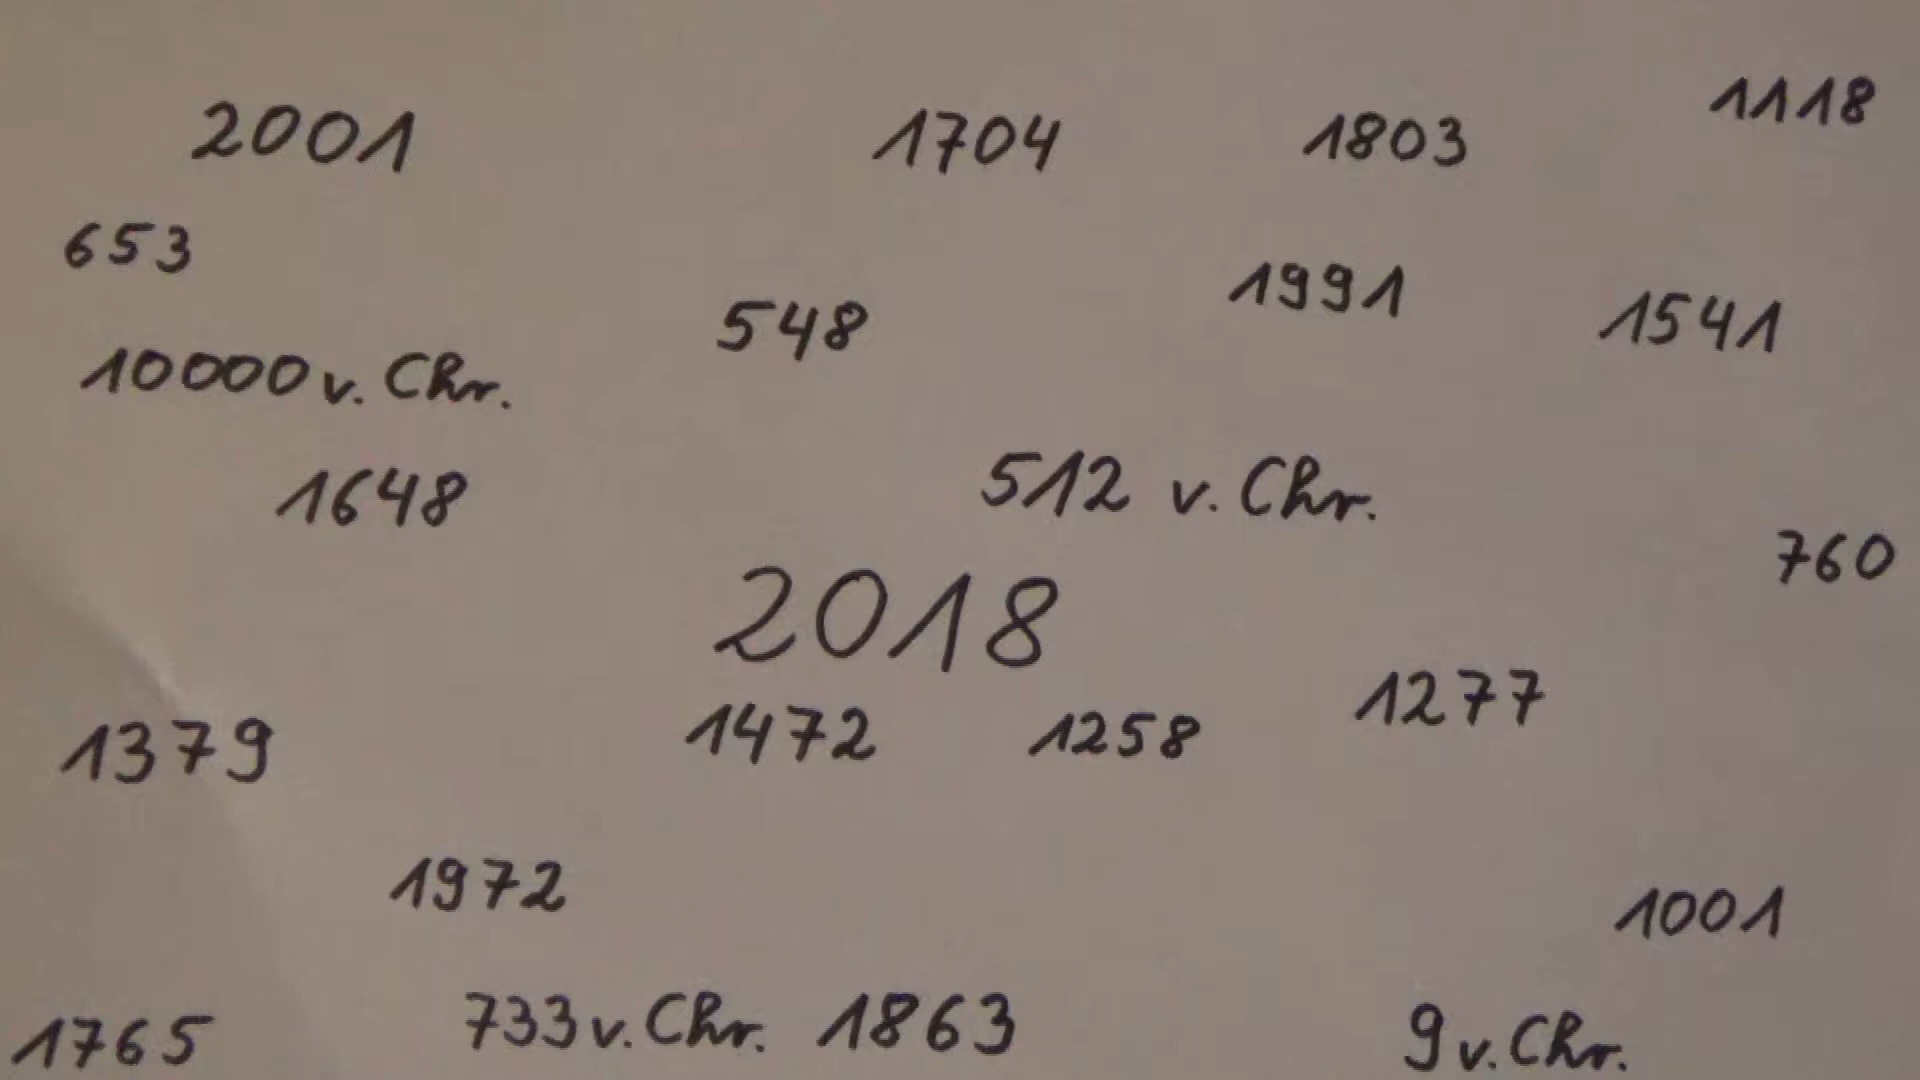 2001 1704 1803 1118
653 548 1991 1541
10000 v. Chr.
1648 512 v. Chr. 760
2018
1379 1472 1258 1277
1972 1001
1765 733 v. Chr. 1863 9 v. Chr.